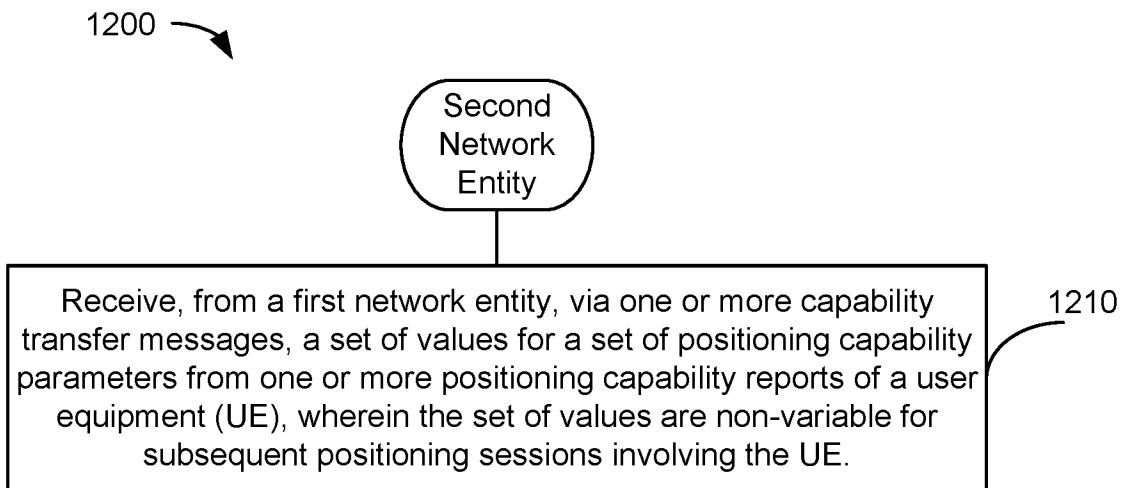 1200
Second
Network
Entity
Receive, from a first network entity, via one or more capability
transfer messages, a set of values for a set of positioning capability
parameters from one or more positioning capability reports of a user
equipment (UE), wherein the set of values are non-variable for
subsequent positioning sessions involving the UE.
1210